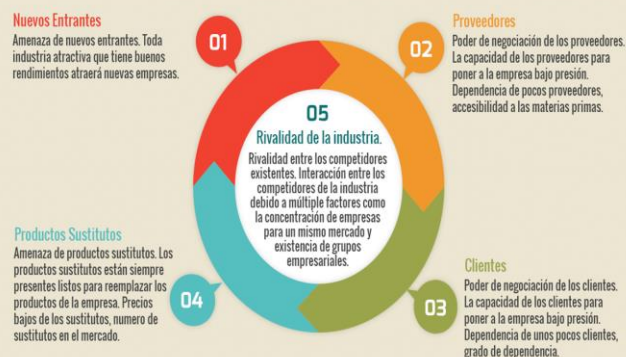 Nuevos Entrantes
Amenaza de nuevos entrantes. Toda
industria atractiva que tiene buenos
rendimientos atraerá nuevas empresas.
01
02
Proveedores
Poder de negociación de los proveedores.
La capacidad de los proveedores para
poner a la empresa bajo presión.
Dependencia de pocos proveedores,
accesibilidad a las materias primas.
05
Rivalidad de la industria.
Rivalidad entre los competidores
existentes. Interacción entre los
competidores de la industria
debido a múltiple factores como
la concentración de empresas
para un mismo mercado y
existencia de grupos
empresariales.
Productos Sustitutos
Amenaza de productos sustitutos. Los
productos sustitutos están siempre
presentes listos para reemplazar los
productos de la empresa. Precios
bajos de los sustitutos, numero de
sustitutos en el mercado.
04
03
Clientes
Poder de negociación de los clientes.
La capacidad de los clientes para
poner a la empresa bajo presión.
Dependencia de unos pocos clientes,
grado de dependencia.